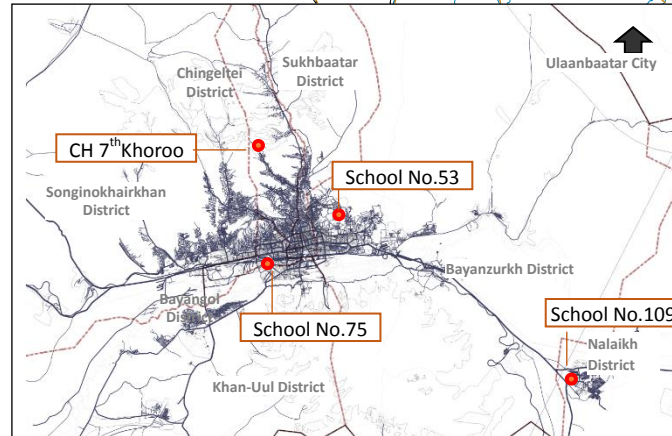 Sukhbaatar
District
Ulaanbaatar City
Chingeltei
District
CH 7thKhoroo
School No.53
Songinokhairkhan
District
Bayanzurkh District
Bayangol
District
School No.75
School No.109
Nalaikh
District
Khan-Uul District